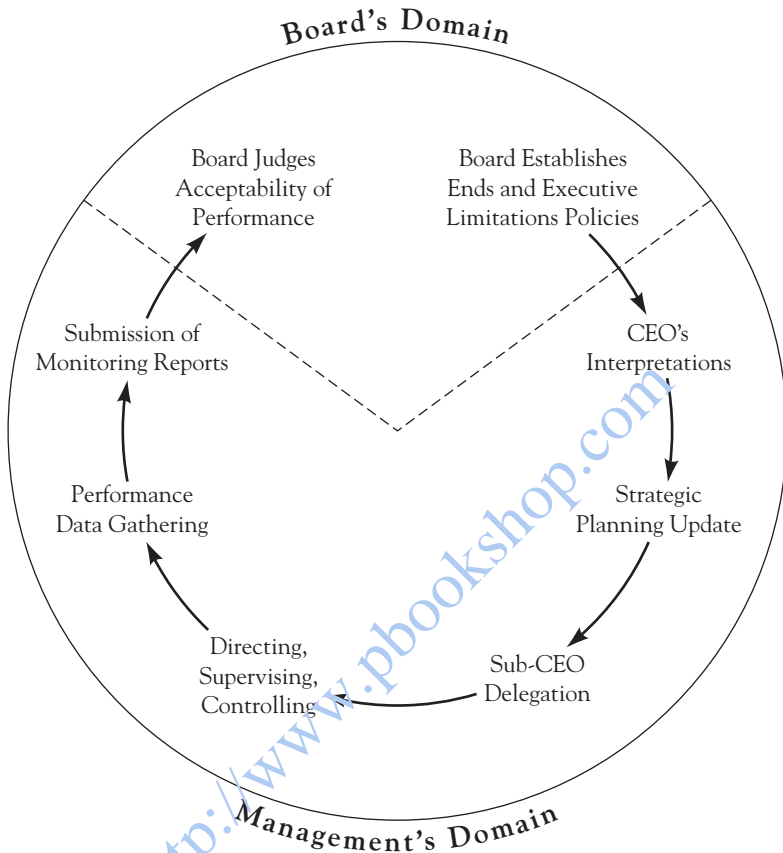 Board's Domain
Board Judges
Acceptability of
Performance
Board Establishes
Ends and Executive
Limitations Policies
CEO's
Interpretations
Strategic
Planning Update
Sub-CEO
Delegation
Directing,
Supervising,
Controlling
Performance
Data Gathering
Submission of
Monitoring Reports
Management's Domain
tp://www.pbookshop.com